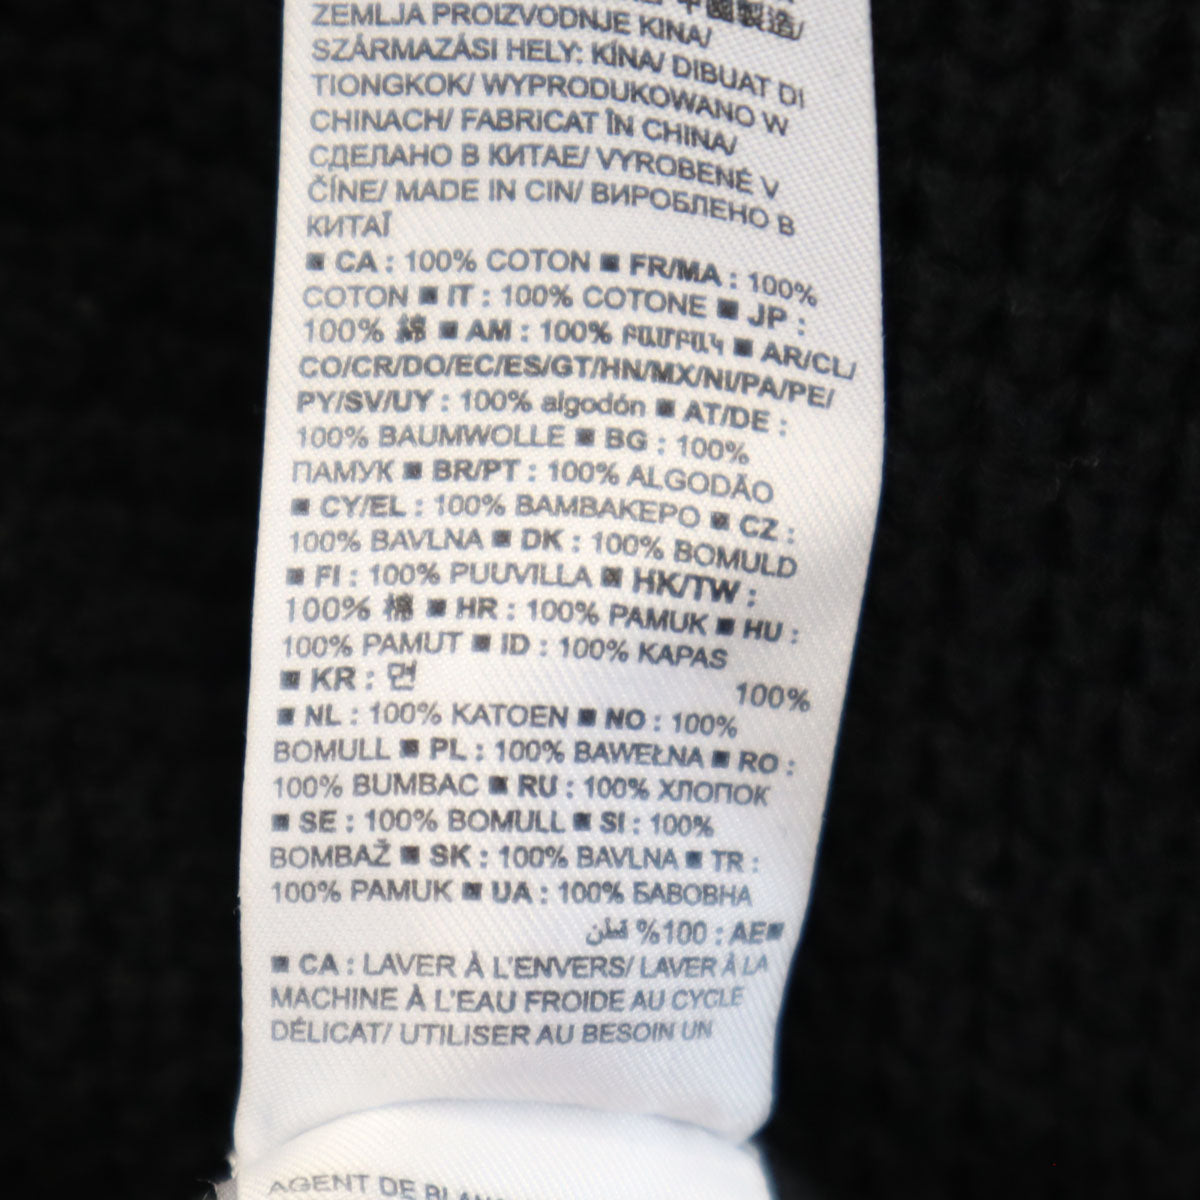 中國製造/
ZEMLJA PROIZVODNJE KINA/
SZÁRMAZÁSI HELY: KÍNA/ DIBUAT DI
TIONGKOK/ WYPRODUKOWANO W
CHINACH/ FABRICAT ÎN CHINA/
СДЕЛАНО В КИТАЕ/ VYROBENÉ V
ČÍNE/ MADE IN CIN/ ВИРОБЛЕНО В
КИТАЇ
■ CA : 100% COTON ■ FR/MA : 100%
COTON ■ IT : 100% COTONE ■ JP :
100% 綿 ■ AM : 100% ԲԱՄԲԱԿ ■ AR/CL/
CO/CR/DO/EC/ES/GT/HN/MX/NI/PA/PE/
PY/SV/UY : 100% algodón ■ AT/DE :
100% BAUMWOLLE ■ BG : 100%
ПАМУК ■ BR/PT : 100% ALGODÃO
■ CY/EL : 100% ΒΑΜΒΑΚΕΡΟ ■ CZ :
100% BAVLNA ■ DK : 100% BOMULD
■ FI : 100% PUUVILLA ■ HK/TW :
100% 棉 ■ HR : 100% PAMUK ■ HU :
100% PAMUT ■ ID : 100% KAPAS
■ KR : 면 100%
■ NL : 100% KATOEN ■ NO : 100%
BOMULL ■ PL : 100% BAWEŁNA ■ RO :
100% BUMBAC ■ RU : 100% ХЛОПОК
■ SE : 100% BOMULL ■ SI : 100%
BOMBAŽ ■ SK : 100% BAVLNA ■ TR :
100% PAMUK ■ UA : 100% БАВОВНА
■AE : 100% قطن
■ CA : LAVER À L'ENVERS/ LAVER À LA
MACHINE À L'EAU FROIDE AU CYCLE
DÉLICAT/ UTILISER AU BESOIN UN
AGENT DE